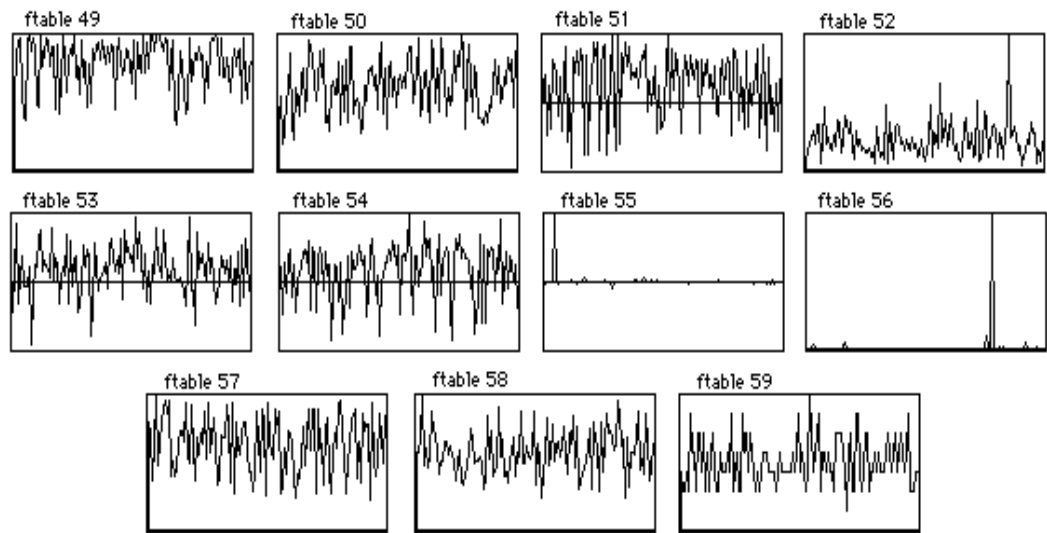 ftable 49
ftable 50
ftable 51
ftable 52
ftable 53
ftable 54
ftable 55
ftable 56
ftable 57
ftable 58
ftable 59